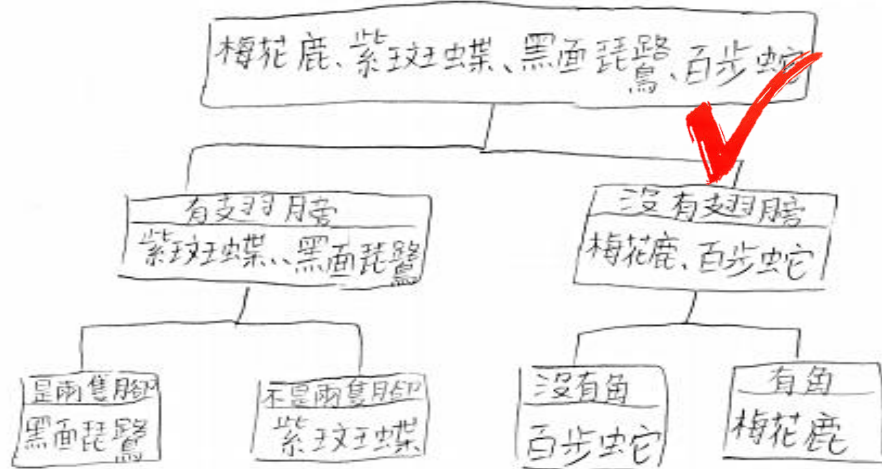 梅花鹿、紫斑蝶、黑面琵鷺、百步蛇
有翅膀
紫斑蝶、黑面琵鷺
沒有翅膀
梅花鹿、百步蛇
是兩隻腳
黑面琵鷺
不是兩隻腳
紫斑蝶
沒有角
百步蛇
有角
梅花鹿